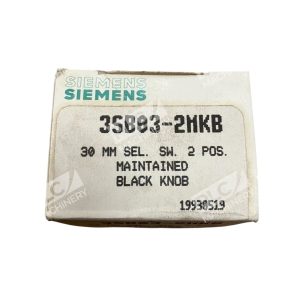 SIEMENS
SIEMENS
3SB03-2MKB
30 MM SEL. SW. 2 POS.
MAINTAINED
BLACK KNOB
19930519